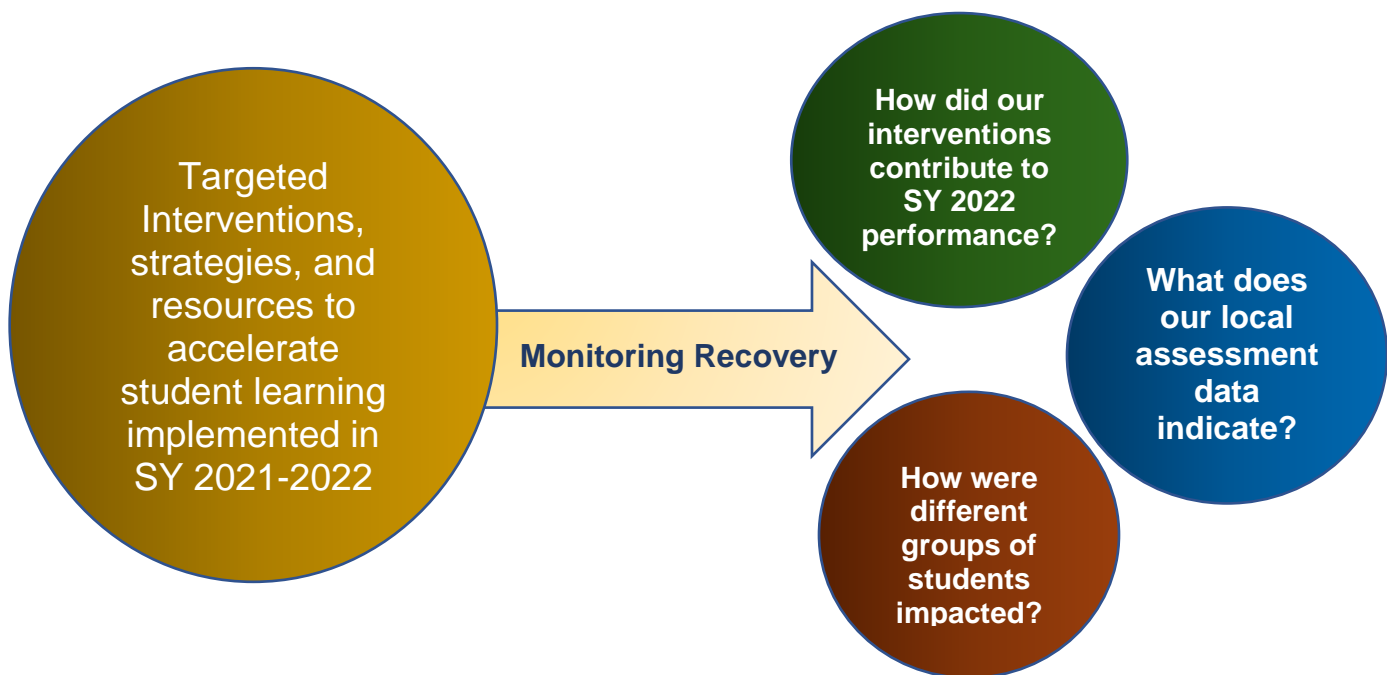 Targeted
Interventions,
strategies, and
resources to
accelerate
student learning
implemented in
SY 2021-2022
Monitoring Recovery
How did our
interventions
contribute to
SY 2022
performance?
What does
our local
assessment
data
indicate?
How were
different
groups of
students
impacted?